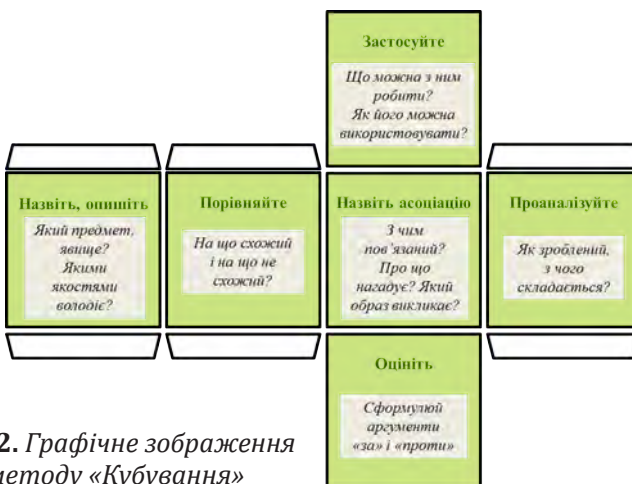 Застосуйте
Що можна з ним
робити?
Як його можна
використовувати?
Назвіть, опишіть
Який предмет,
явище?
Якими
якостями
володіє?
Порівняйте
На що схожий
і на що не
схожий?
Назвіть асоціацію
З чим
пов'язаний?
Про що
нагадує? Який
образ викликає?
Проаналізуйте
Як зроблений,
з чого
складається?
Оцініть
Сформулюй
аргументи
«за» і «проти»
2. Графічне зображення
методу «Кубування»